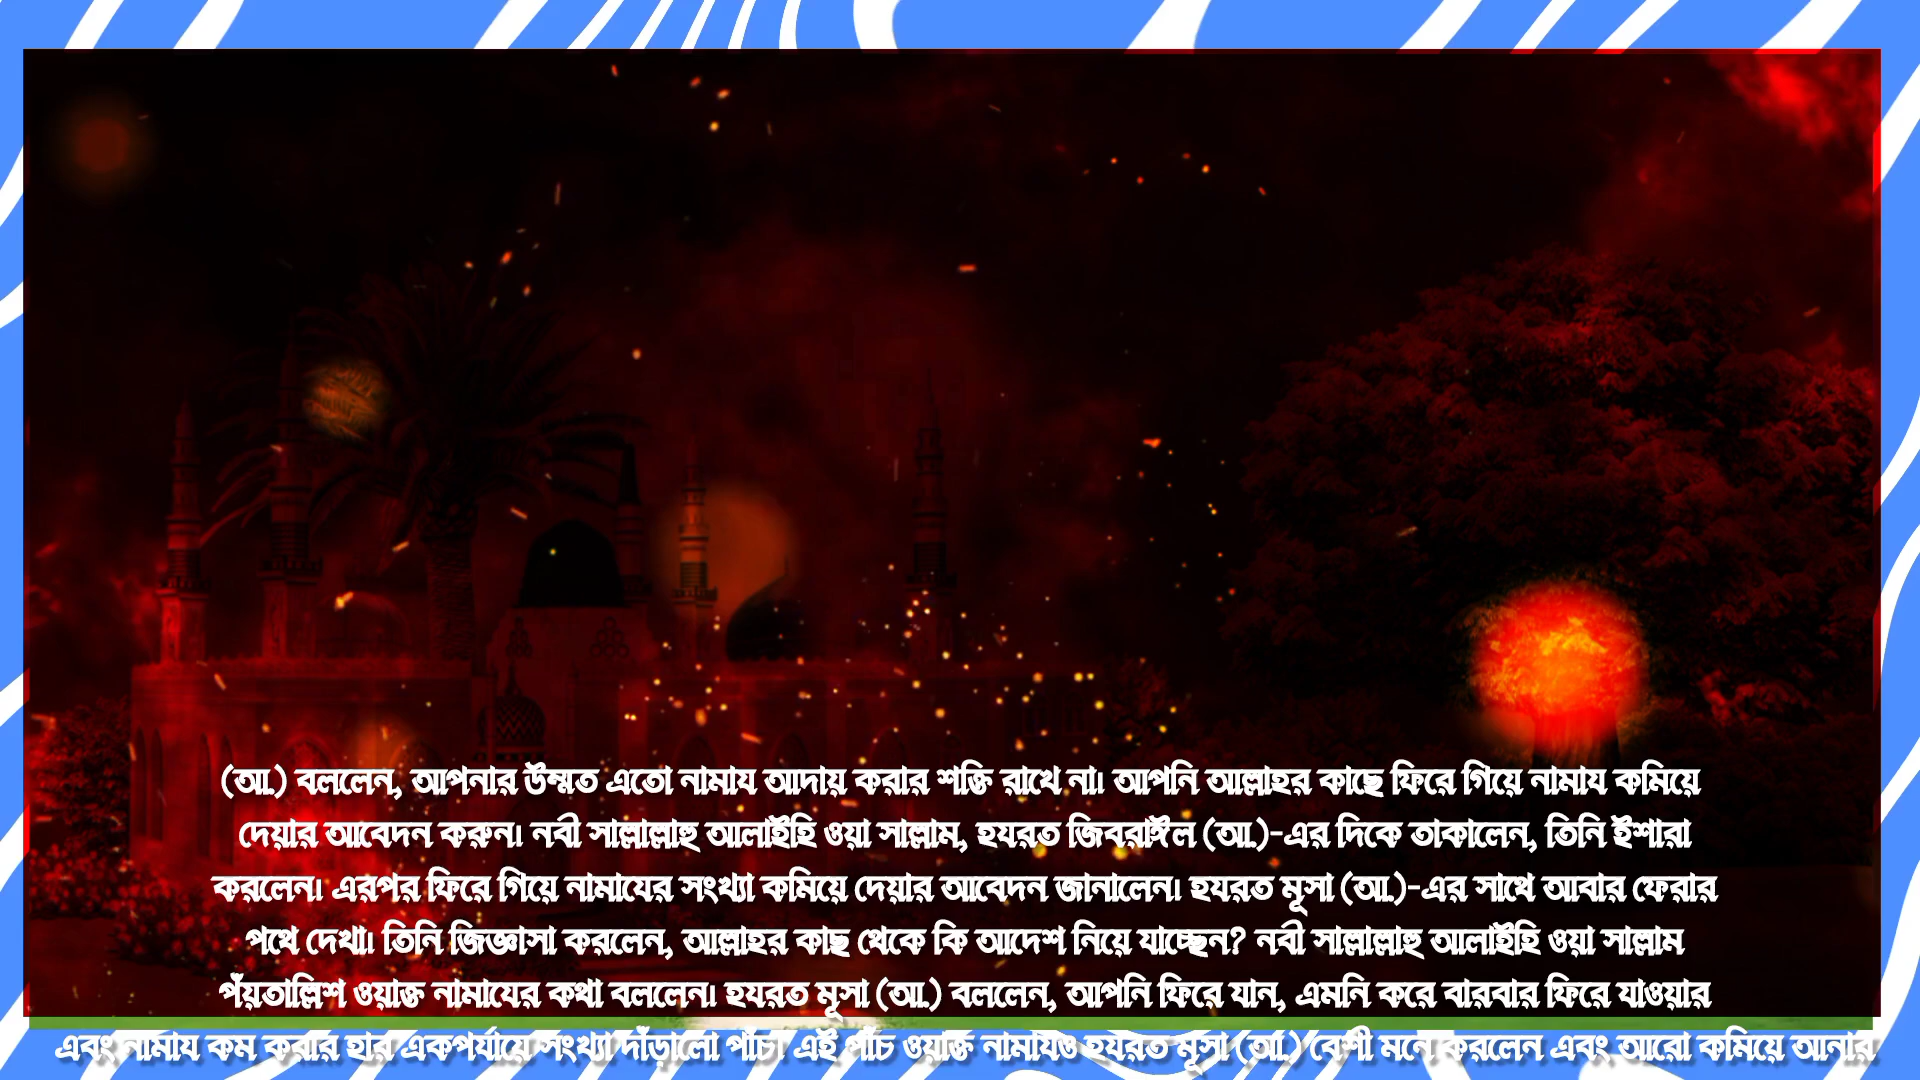 (আ.) বললেন, আপনার উম্মত এতো নামায আদায় করার শক্তি রাখে না। আপনি আল্লাহর কাছে ফিরে গিয়ে নামায কমিয়ে
দেয়ার আবেদন করুন। নবী সাল্লাল্লাহু আলাইহি ওয়া সাল্লাম, হযরত জিবরাঈল (আ.)-এর দিকে তাকালেন, তিনি ইশারা
করলেন। এরপর ফিরে গিয়ে নামাযের সংখ্যা কমিয়ে দেয়ার আবেদন জানালেন। হযরত মূসা (আ.)-এর সাথে আবার ফেরার
পথে দেখা। তিনি জিজ্ঞাসা করলেন, আল্লাহর কাছ থেকে কি আদেশ নিয়ে যাচ্ছেন? নবী সাল্লাল্লাহু আলাইহি ওয়া সাল্লাম
পঁয়তাল্লিশ ওয়াক্ত নামাযের কথা বললেন। হযরত মূসা (আ.) বললেন, আপনি ফিরে যান, এমনি করে বারবার ফিরে যাওয়ার
এবং নামায কম করার হার একপর্যায়ে সংখ্যা দাঁড়ালো পাঁচ। এই পাঁচ ওয়াক্ত নামাযও হযরত মূসা (আ.) বেশী মনে করলেন এবং আরো কমিয়ে আনার